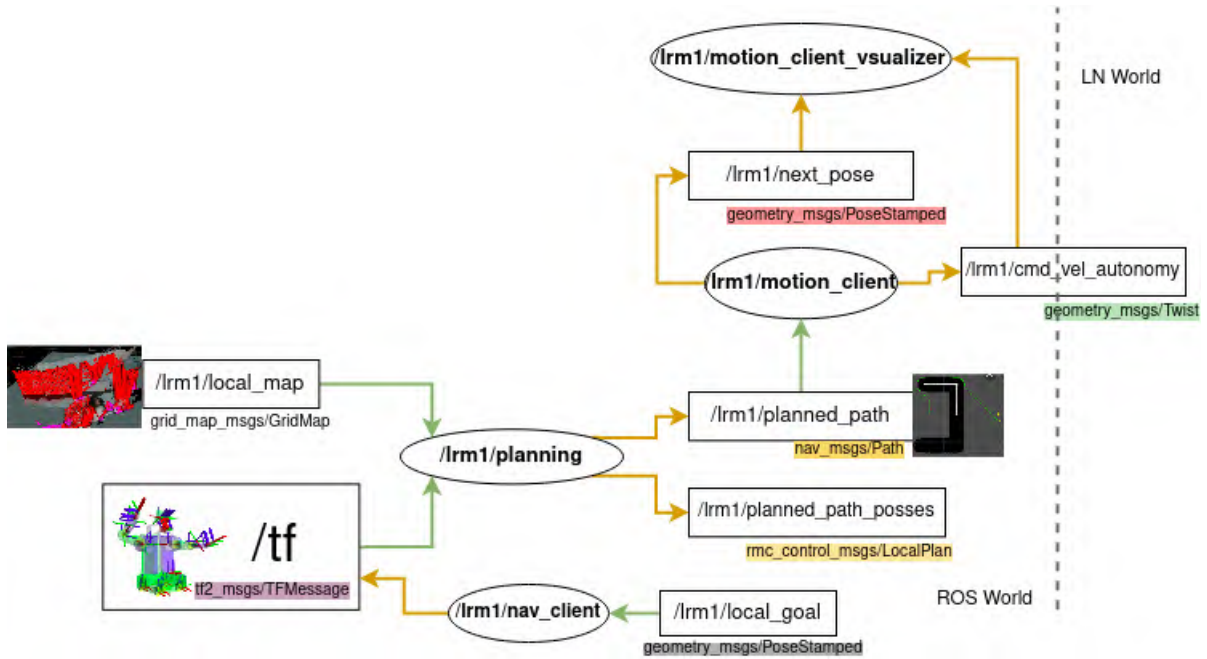 /lrm1/motion_client_vsualizer
LN World
/lrm1/next_pose
geometry_msgs/PoseStamped
/lrm1/motion_client
/lrm1/cmd_vel_autonomy
geometry_msgs/Twist
/lrm1/local_map
grid_map_msgs/GridMap
/lrm1/planned_path
nav_msgs/Path
/lrm1/planning
/lrm1/planned_path_posses
rmc_control_msgs/LocalPlan
/tf
tf2_msgs/TFMessage
/lrm1/nav_client
/lrm1/local_goal
geometry_msgs/PoseStamped
ROS World